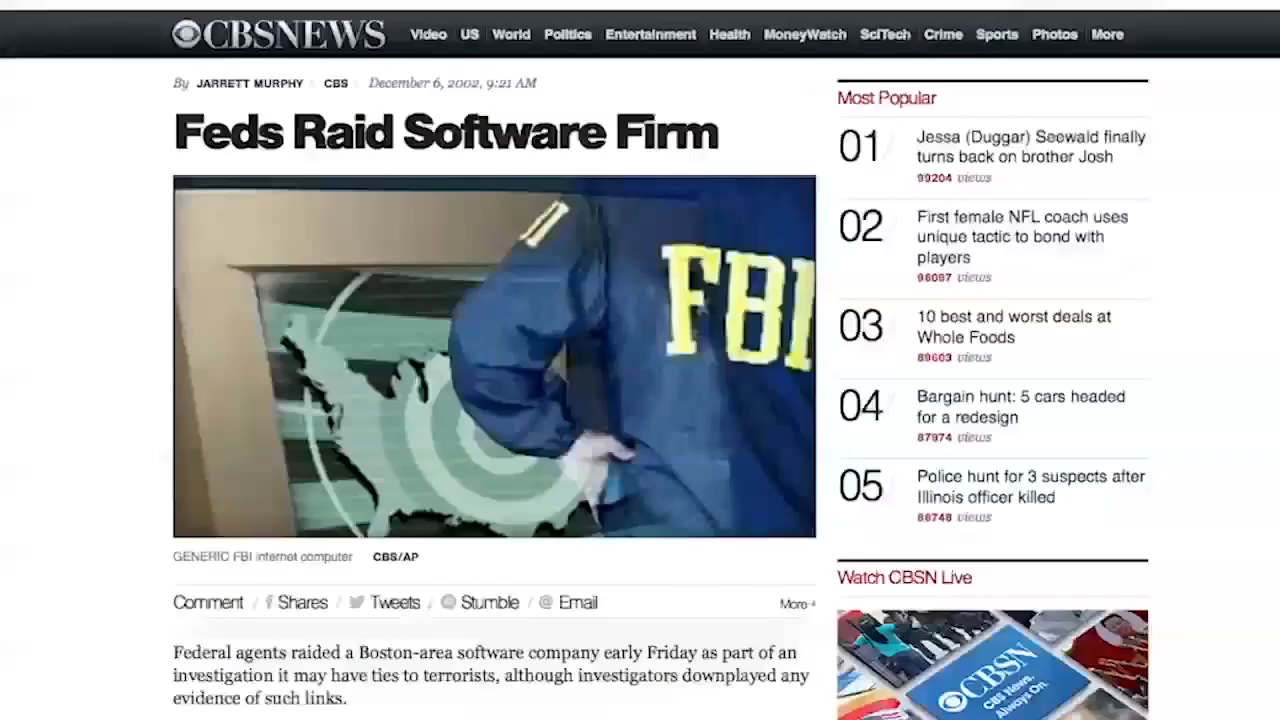 CBSNEWS Video US World Politics Entertainment Health MoneyWatch SciTech Crime Sports Photos More
By JARRETT MURPHY CBS December 6, 2002, 9:21 AM
Feds Raid Software Firm
FBI
GENERIC FBI internet computer CBS/AP
Comment Shares Tweets Stumble Email More +
Federal agents raided a Boston-area software company early Friday as part of an
investigation it may have ties to terrorists, although investigators downplayed any
evidence of such links.
Most Popular
01 Jessa (Duggar) Seewald finally
turns back on brother Josh
99204 views
02 First female NFL coach uses
unique tactic to bond with
players
96097 views
03 10 best and worst deals at
Whole Foods
89603 views
04 Bargain hunt: 5 cars headed
for a redesign
87974 views
05 Police hunt for 3 suspects after
Illinois officer killed
86748 views
Watch CBSN Live
CBSN
CBS News.
Always On.